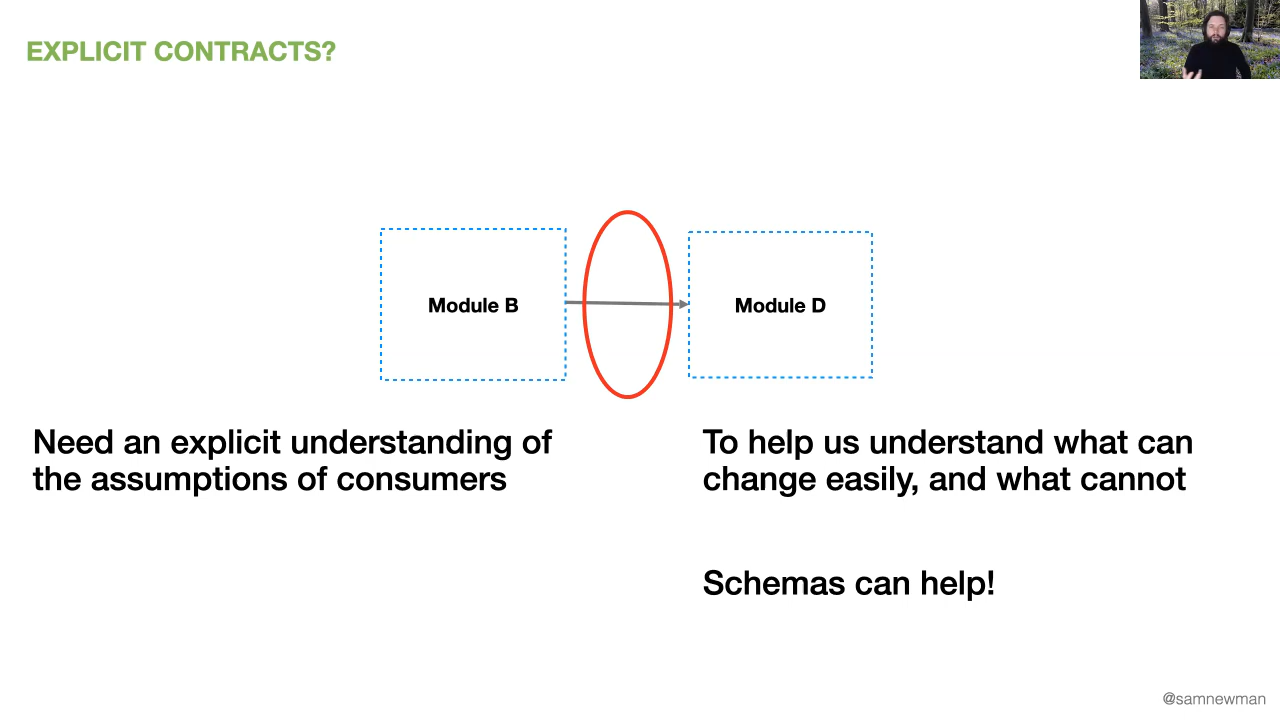 EXPLICIT CONTRACTS?
Module B
Module D
Need an explicit understanding of
the assumptions of consumers
To help us understand what can
change easily, and what cannot
Schemas can help!
@samnewman